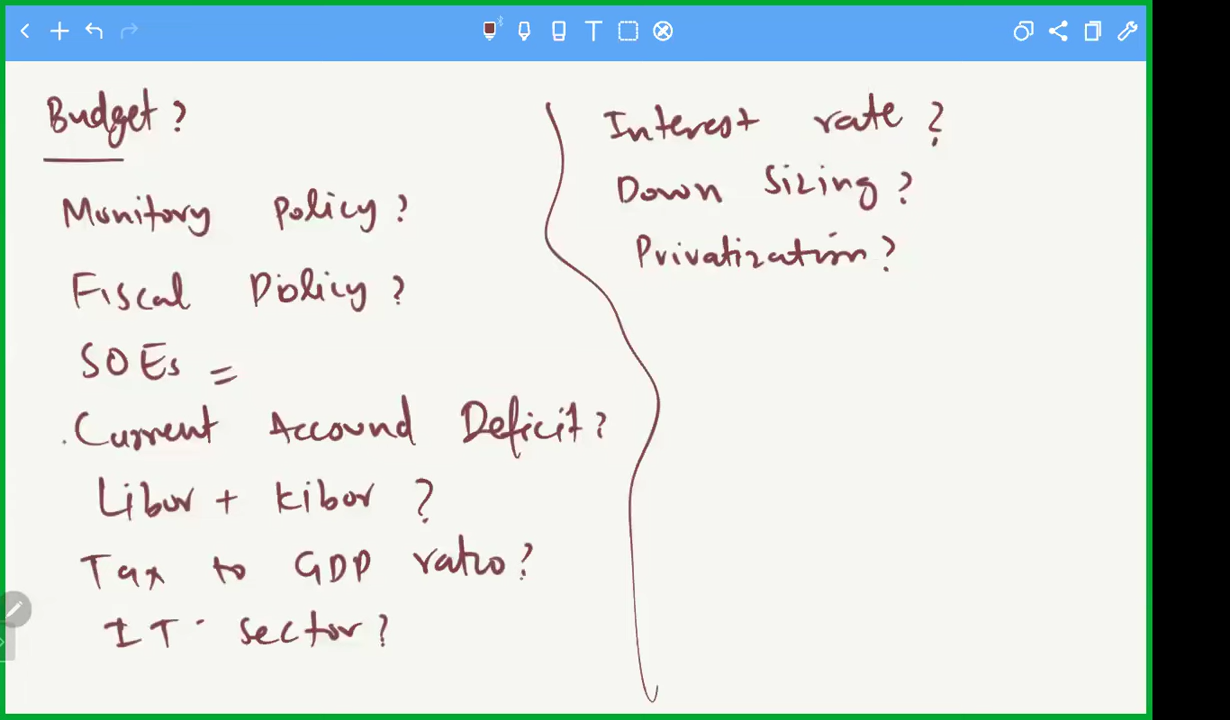 Budget?
Monitory Policy?
Fiscal Policy?
SOEs =
Current Accound Deficit?
Libor + kibor ?
Tax to GDP ratio?
IT sector?
Interest rate ?
Down Sizing ?
Privatization?